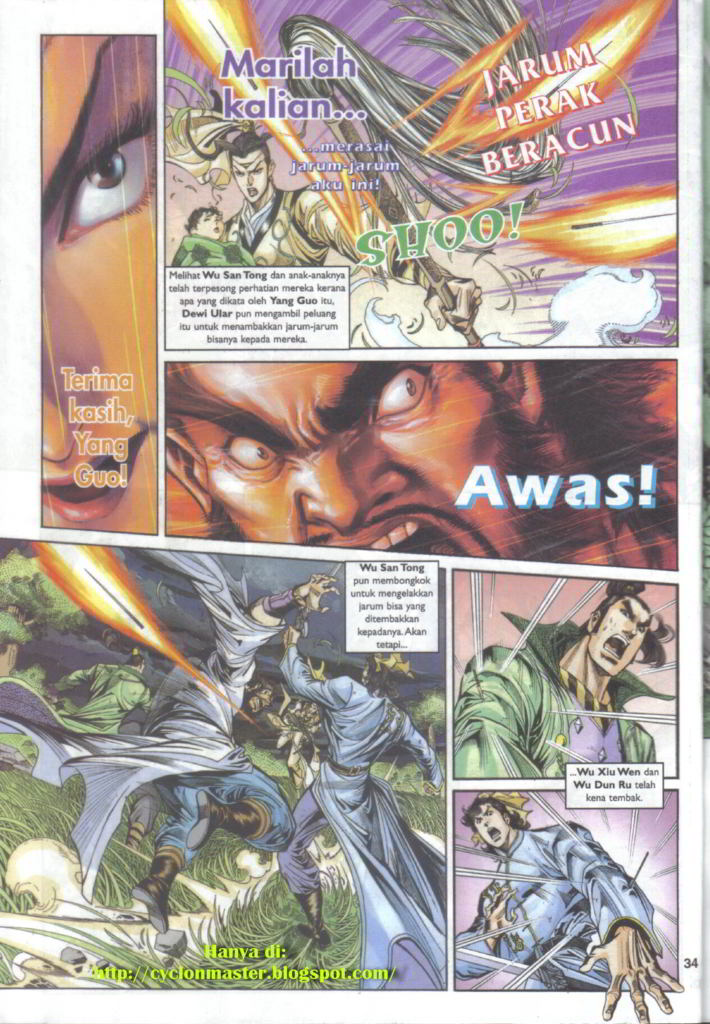 Marilah
kalian...
...merasai
jarum-jarum
aku ini!
JARUM
PERAK
BERACUN
SHOO!
Melihat Wu San Tong dan anak-anaknya
telah terpesong perhatian mereka kerana
apa yang dikata oleh Yang Guo itu,
Dewi Ular pun mengambil peluang
itu untuk menambakkan jarum-jarum
bisanya kepada mereka.
Terima
kasih,
Yang
Guo!
Awas!
Wu San Tong
pun membongkok
untuk mengelakkan
jarum bisa yang
ditembakkan
kepadanya. Akan
tetapi...
...Wu Xiu Wen dan
Wu Dun Ru telah
kena tembak.
34
Hanya di:
http://cyclonmaster.blogspot.com/